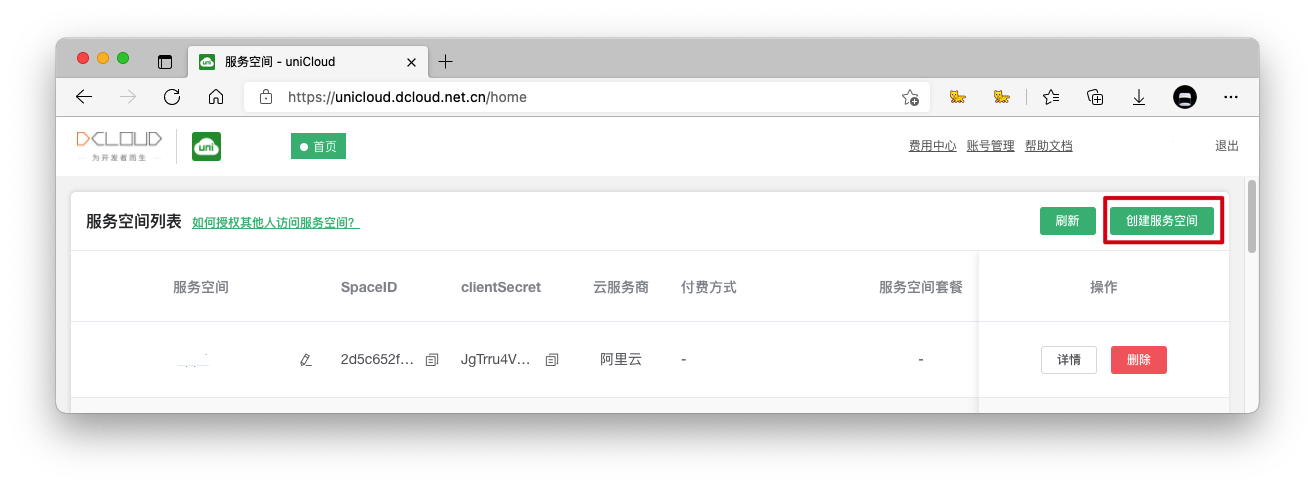 服务空间 - uniCloud
https://unicloud.dcloud.net.cn/home
DCLOUD
为开发者而生
uni
首页
费用中心 账号管理 帮助文档 退出
服务空间列表 如何授权其他人访问服务空间? 刷新 创建服务空间
服务空间 SpaceID clientSecret 云服务商 付费方式 服务空间套餐 操作
2d5c652f... JgTrru4V... 阿里云 - - 详情 删除